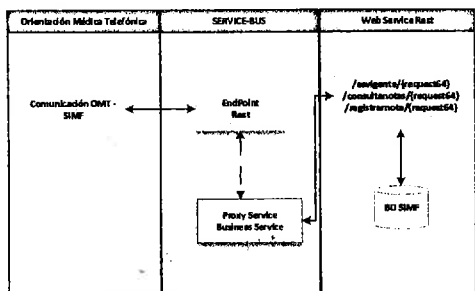 Orientación Médica Telefónica
SERVICE-BUS
Web Service Rest
Comunicación OMT -
SIMF
EndPoint
Rest
Proxy Service
Business Service
/esvigente/{request64}
/consultanotas/{request64}
/registrarnota/{request64}
BD SIMF